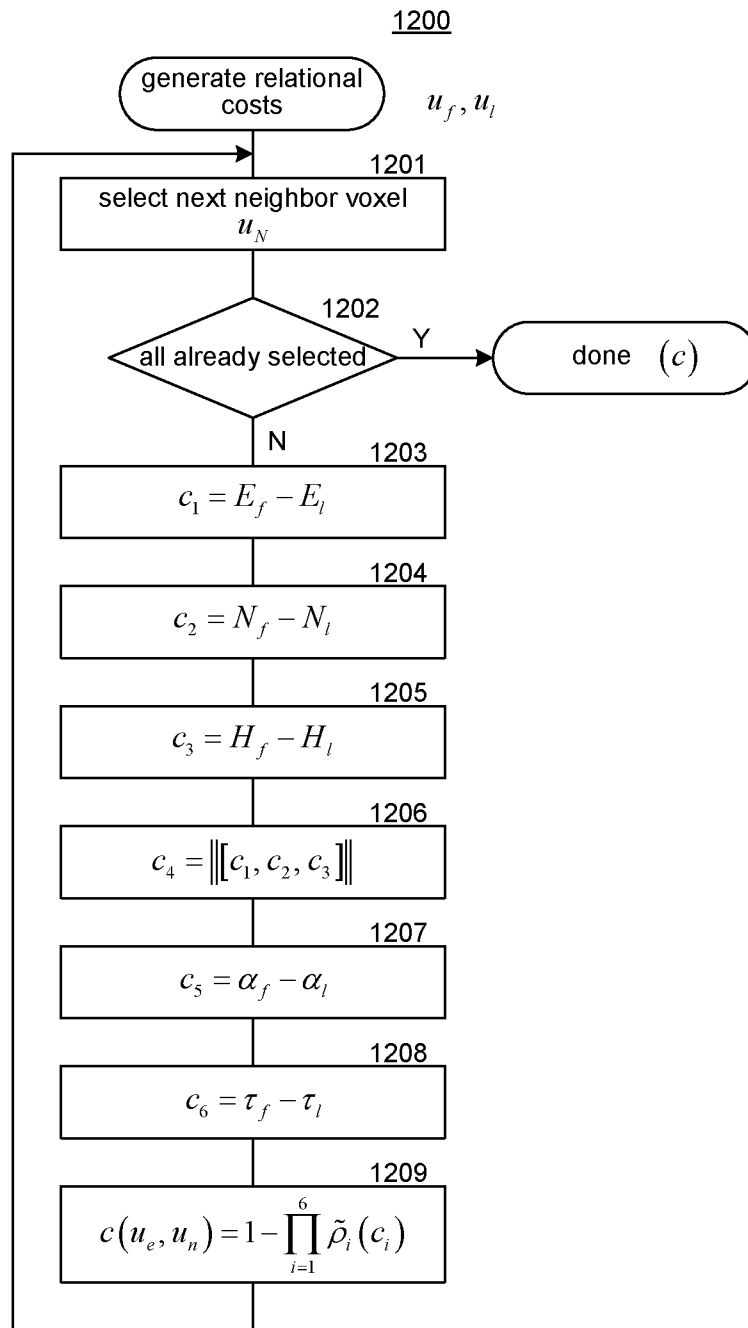 1200
generate relational
costs
u_f, u_l
1201
select next neighbor voxel
u_N
1202
all already selected
Y
done (c)
N
1203
c_1 = E_f − E_l
1204
c_2 = N_f − N_l
1205
c_3 = H_f − H_l
1206
c_4 = ‖[c_1, c_2, c_3]‖
1207
c_5 = α_f − α_l
1208
c_6 = τ_f − τ_l
1209
c(u_e, u_n) = 1 − ∏_{i=1}^{6} ρ̃_i(c_i)